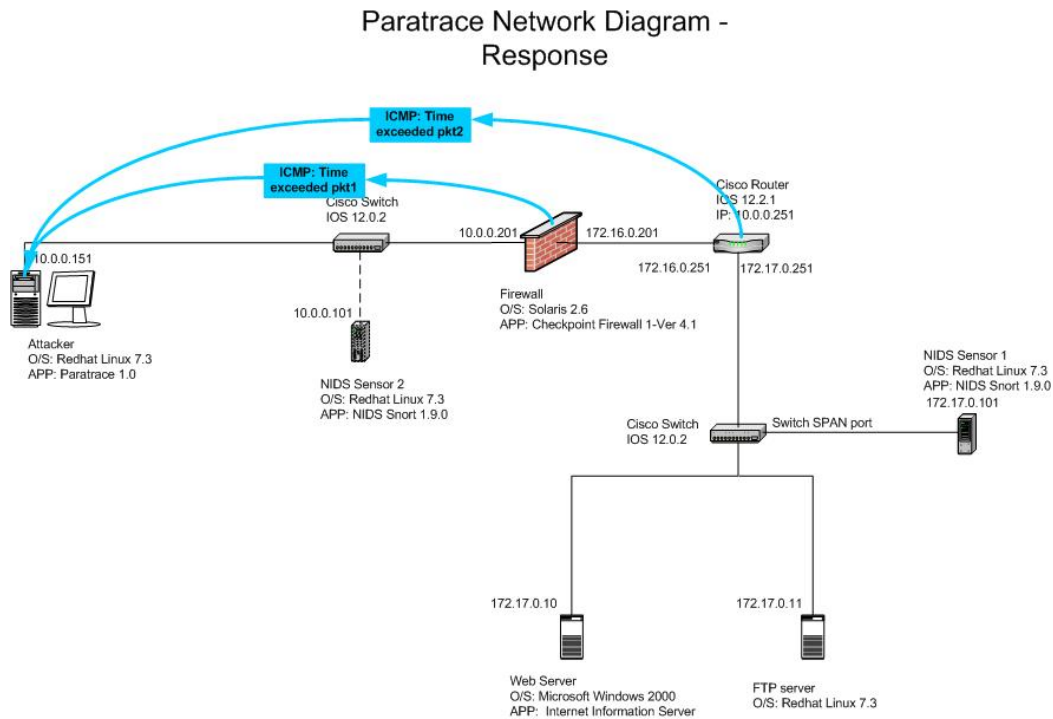 Paratrace Network Diagram -
Response
ICMP: Time
exceeded pkt2
ICMP: Time
exceeded pkt1
Cisco Switch
IOS 12.0.2
Cisco Router
IOS 12.2.1
IP: 10.0.0.251
10.0.0.201
172.16.0.201
10.0.0.151
172.16.0.251
172.17.0.251
Firewall
O/S: Solaris 2.6
APP: Checkpoint Firewall 1-Ver 4.1
10.0.0.101
Attacker
O/S: Redhat Linux 7.3
APP: Paratrace 1.0
NIDS Sensor 2
O/S: Redhat Linux 7.3
APP: NIDS Snort 1.9.0
NIDS Sensor 1
O/S: Redhat Linux 7.3
APP: NIDS Snort 1.9.0
172.17.0.101
Cisco Switch
IOS 12.0.2
Switch SPAN port
172.17.0.10
172.17.0.11
Web Server
O/S: Microsoft Windows 2000
APP: Internet Information Server
FTP server
O/S: Redhat Linux 7.3